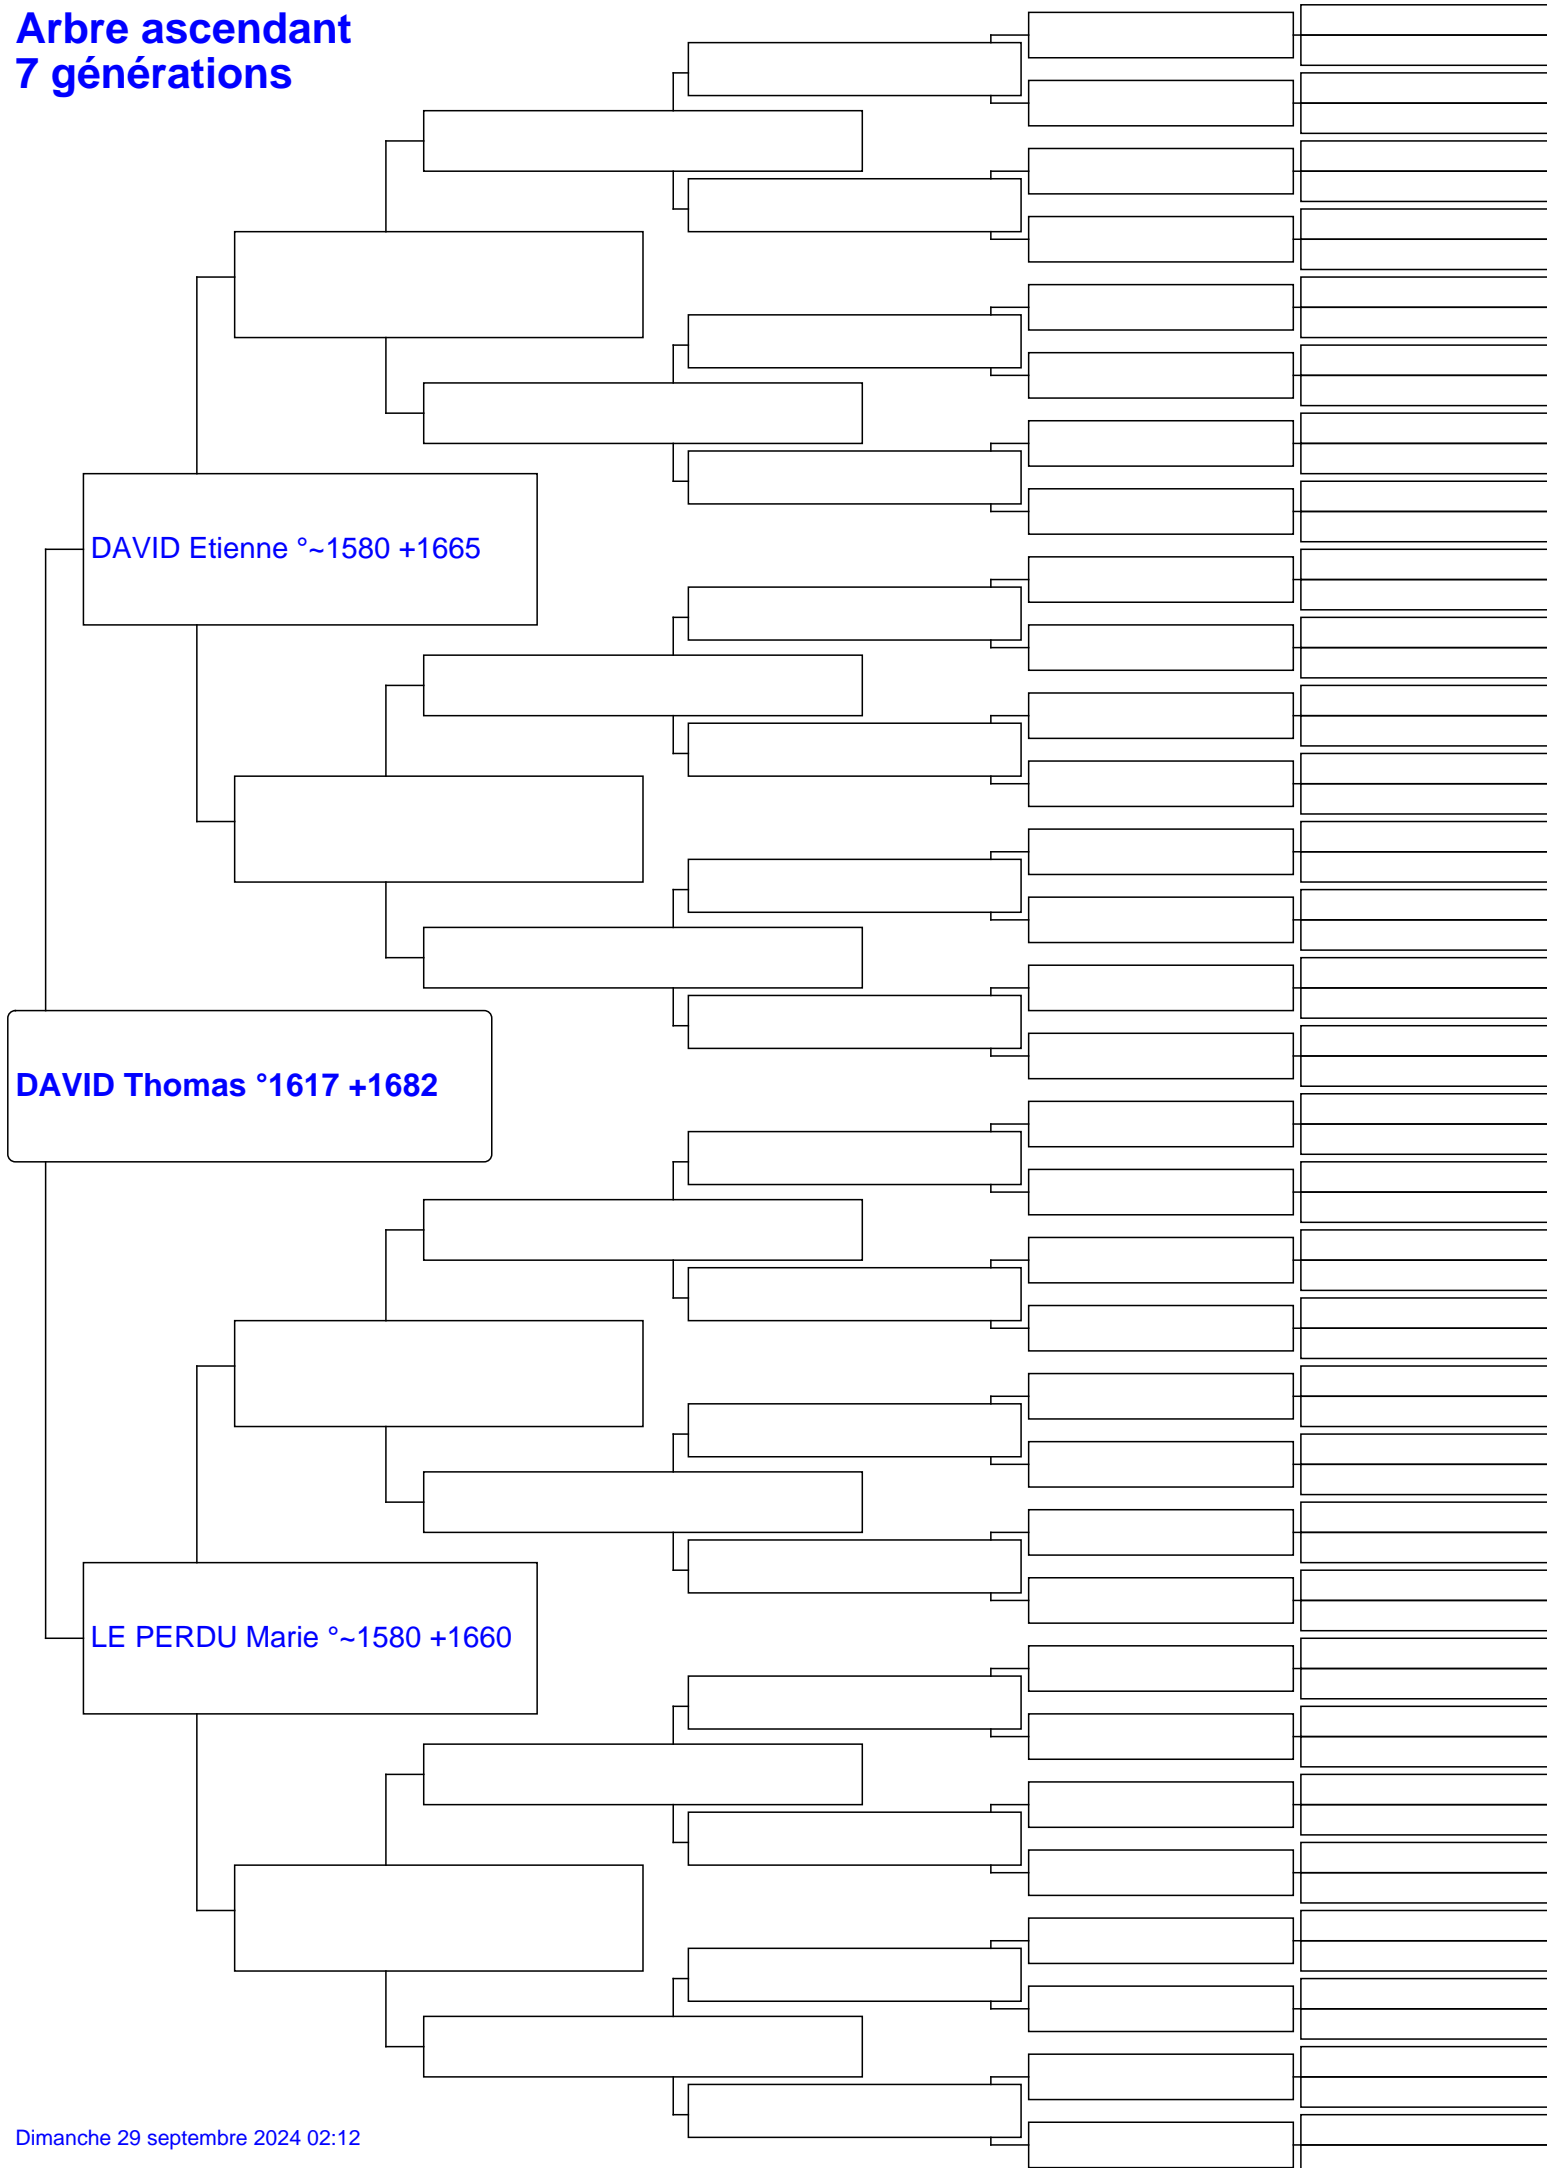 Arbre ascendant
7 générations
DAVID Etienne °~1580 +1665
DAVID Thomas °1617 +1682
LE PERDU Marie °~1580 +1660
Dimanche 29 septembre 2024 02:12